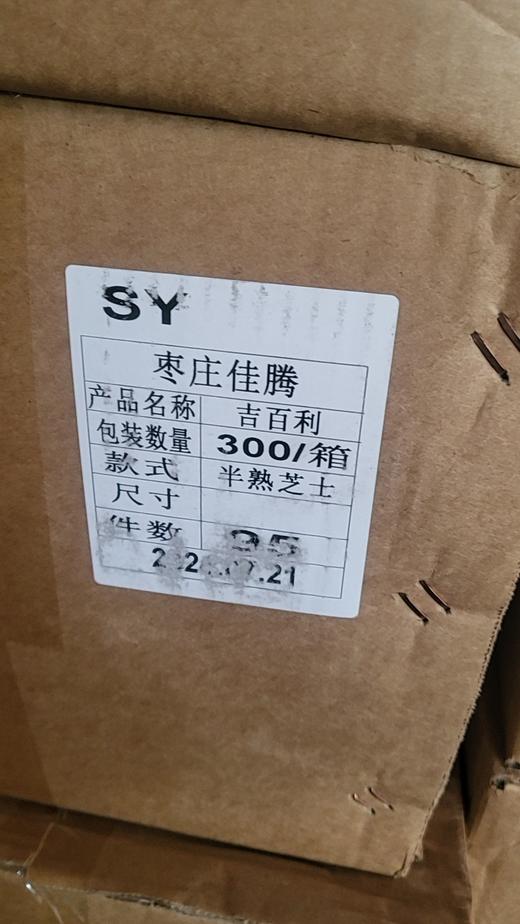 SY
枣庄佳腾
产品名称 吉百利
包装数量 300/箱
款式 半熟芝士
尺寸
件数